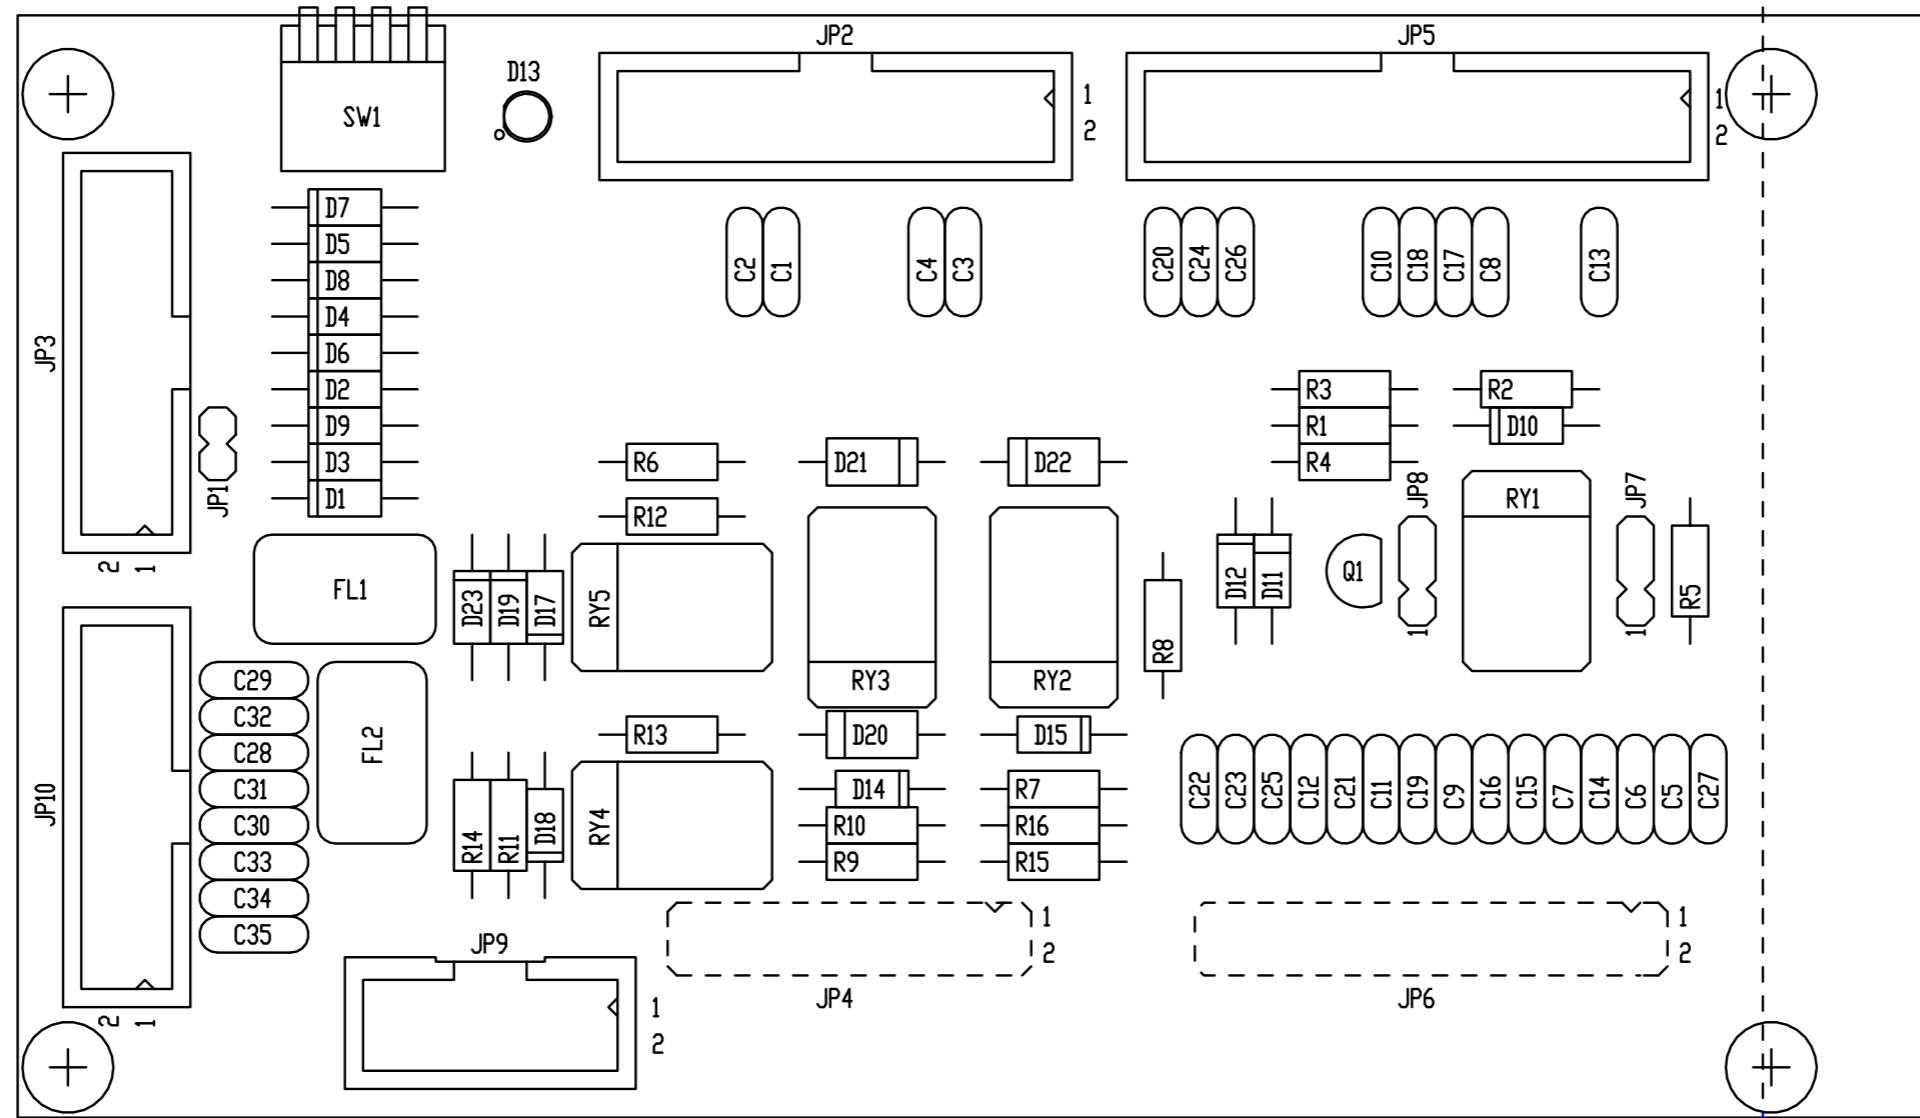 JP2
JP5
D13
SW1
1
2
1
2
D7
D5
D8
D4
D6
D2
D9
D3
D1
C2
C1
C4
C3
C20
C24
C26
C10
C18
C17
C8
C13
JP3
JP1
2
1
R3
R1
R4
R2
D10
R6
R12
D21
D22
JP8
RY1
JP7
FL1
D23
D19
D17
RY5
RY3
RY2
R8
D12
D11
Q1
1
1
R5
C29
C32
C28
C31
C30
C33
C34
C35
FL2
JP10
2
1
R13
D20
D15
R14
R11
D18
RY4
D14
R10
R9
R7
R16
R15
C22
C23
C25
C12
C21
C11
C19
C9
C16
C15
C7
C14
C6
C5
C27
JP9
1
2
1
2
JP4
1
2
JP6